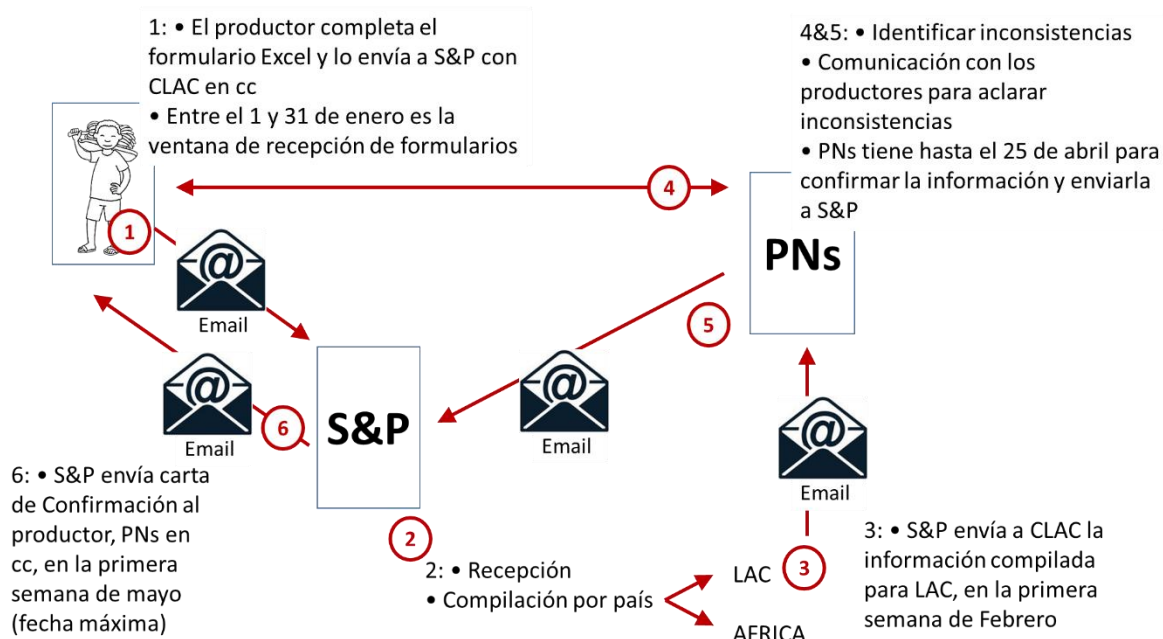 1: • El productor completa el
formulario Excel y lo envía a S&P con
CLAC en cc
• Entre el 1 y 31 de enero es la
ventana de recepción de formularios
4&5: • Identificar inconsistencias
• Comunicación con los
productores para aclarar
inconsistencias
• PNs tiene hasta el 25 de abril para
confirmar la información y enviarla
a S&P
4
1
PNs
Email
5
S&P
Email
6
Email
Email
6: • S&P envía carta
de Confirmación al
productor, PNs en
cc, en la primera
semana de mayo
(fecha máxima)
2
2: • Recepción
• Compilación por país
LAC
3
AFRICA
3: • S&P envía a CLAC la
información compilada
para LAC, en la primera
semana de Febrero